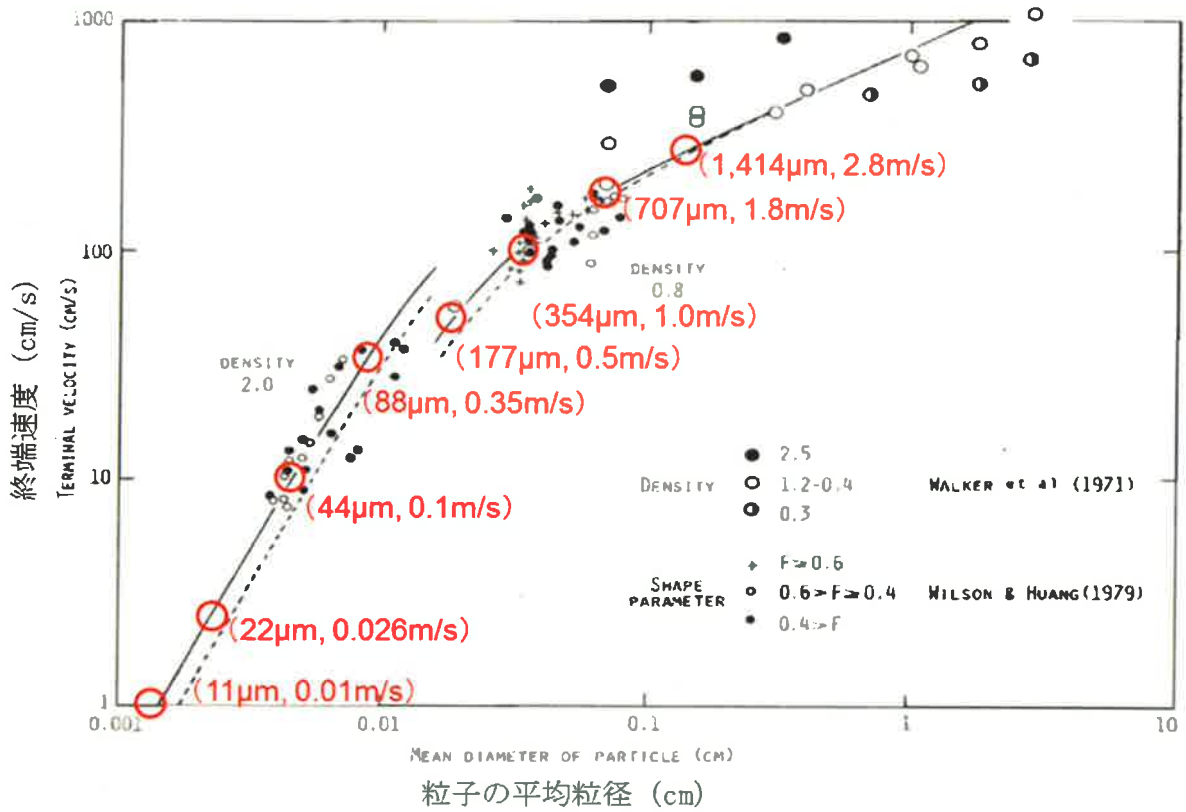 1000
100
10
1
終端速度 (cm/s)
TERMINAL VELOCITY (CM/S)
(1,414μm, 2.8m/s)
(707μm, 1.8m/s)
DENSITY
0.8
(354μm, 1.0m/s)
(177μm, 0.5m/s)
DENSITY
2.0
(88μm, 0.35m/s)
(44μm, 0.1m/s)
(22μm, 0.026m/s)
(11μm, 0.01m/s)
DENSITY
2.5
1.2-0.4
0.3
WALKER et al (1971)
SHAPE
PARAMETER
F≥0.6
0.6>F≥0.4
0.4>F
WILSON & HUANG(1979)
0.001
0.01
0.1
1
10
MEAN DIAMETER OF PARTICLE (CM)
粒子の平均粒径 (cm)